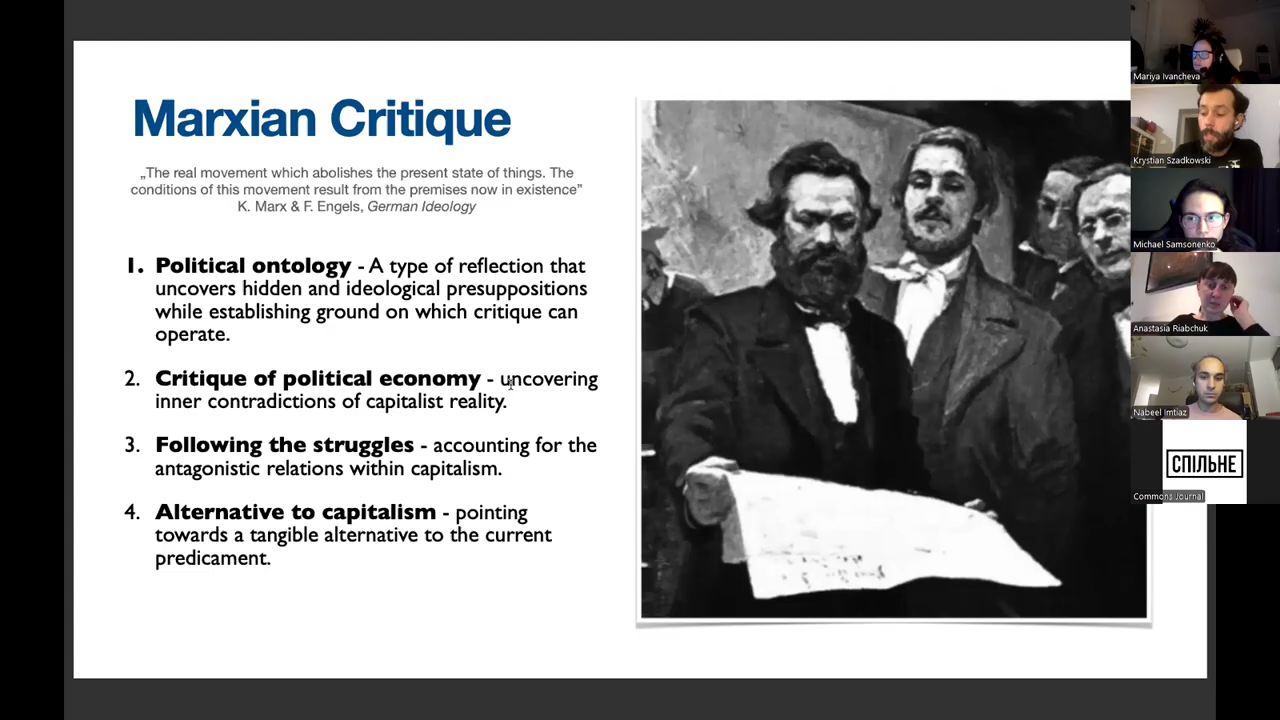 Marxian Critique
„The real movement which abolishes the present state of things. The
conditions of this movement result from the premises now in existence”
K. Marx & F. Engels, German Ideology
1. Political ontology - A type of reflection that
uncovers hidden and ideological presuppositions
while establishing ground on which critique can
operate.
2. Critique of political economy - uncovering
inner contradictions of capitalist reality.
3. Following the struggles - accounting for the
antagonistic relations within capitalism.
4. Alternative to capitalism - pointing
towards a tangible alternative to the current
predicament.
Mariya Ivancheva
Krystian Szadkowski
Michael Samsonenko
Anastasia Riabchuk
Nabeel Imtiaz
СПІЛЬНЕ
Commons Journal